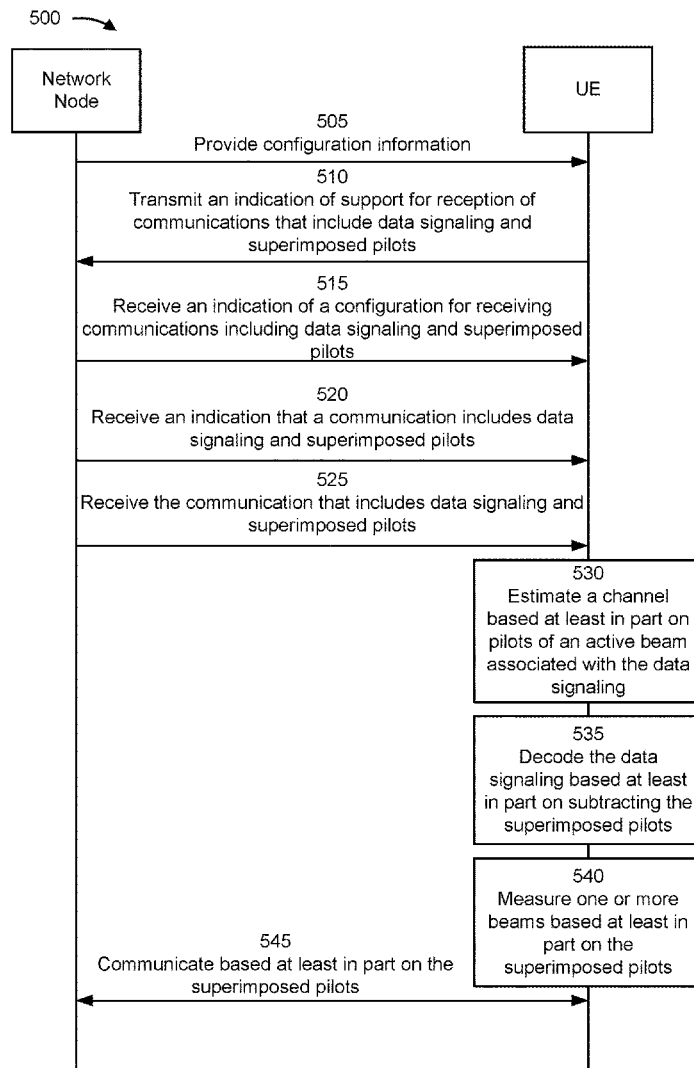 500
Network
Node
UE
505
Provide configuration information
510
Transmit an indication of support for reception of
communications that include data signaling and
superimposed pilots
515
Receive an indication of a configuration for receiving
communications including data signaling and superimposed
pilots
520
Receive an indication that a communication includes data
signaling and superimposed pilots
525
Receive the communication that includes data signaling and
superimposed pilots
530
Estimate a channel
based at least in part on
pilots of an active beam
associated with the data
signaling
535
Decode the data
signaling based at least
in part on subtracting the
superimposed pilots
540
Measure one or more
beams based at least in
part on the
superimposed pilots
545
Communicate based at least in part on the
superimposed pilots